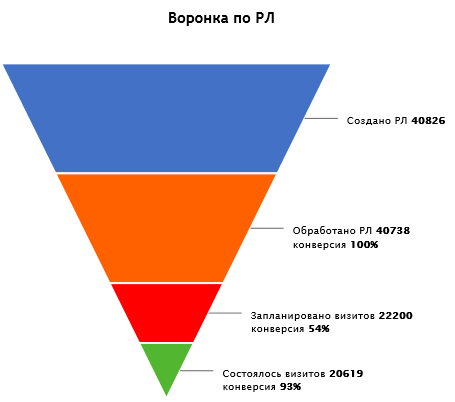 Воронка по РЛ
Создано РЛ 40826
Обработано РЛ 40738
конверсия 100%
Запланировано визитов 22200
конверсия 54%
Состоялось визитов 20619
конверсия 93%